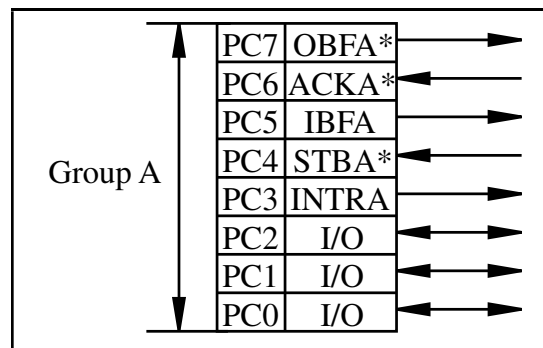 PC7 OBFA*
PC6 ACKA*
PC5 IBFA
Group A
PC4 STBA*
PC3 INTRA
PC2 I/O
PC1 I/O
PC0 I/O